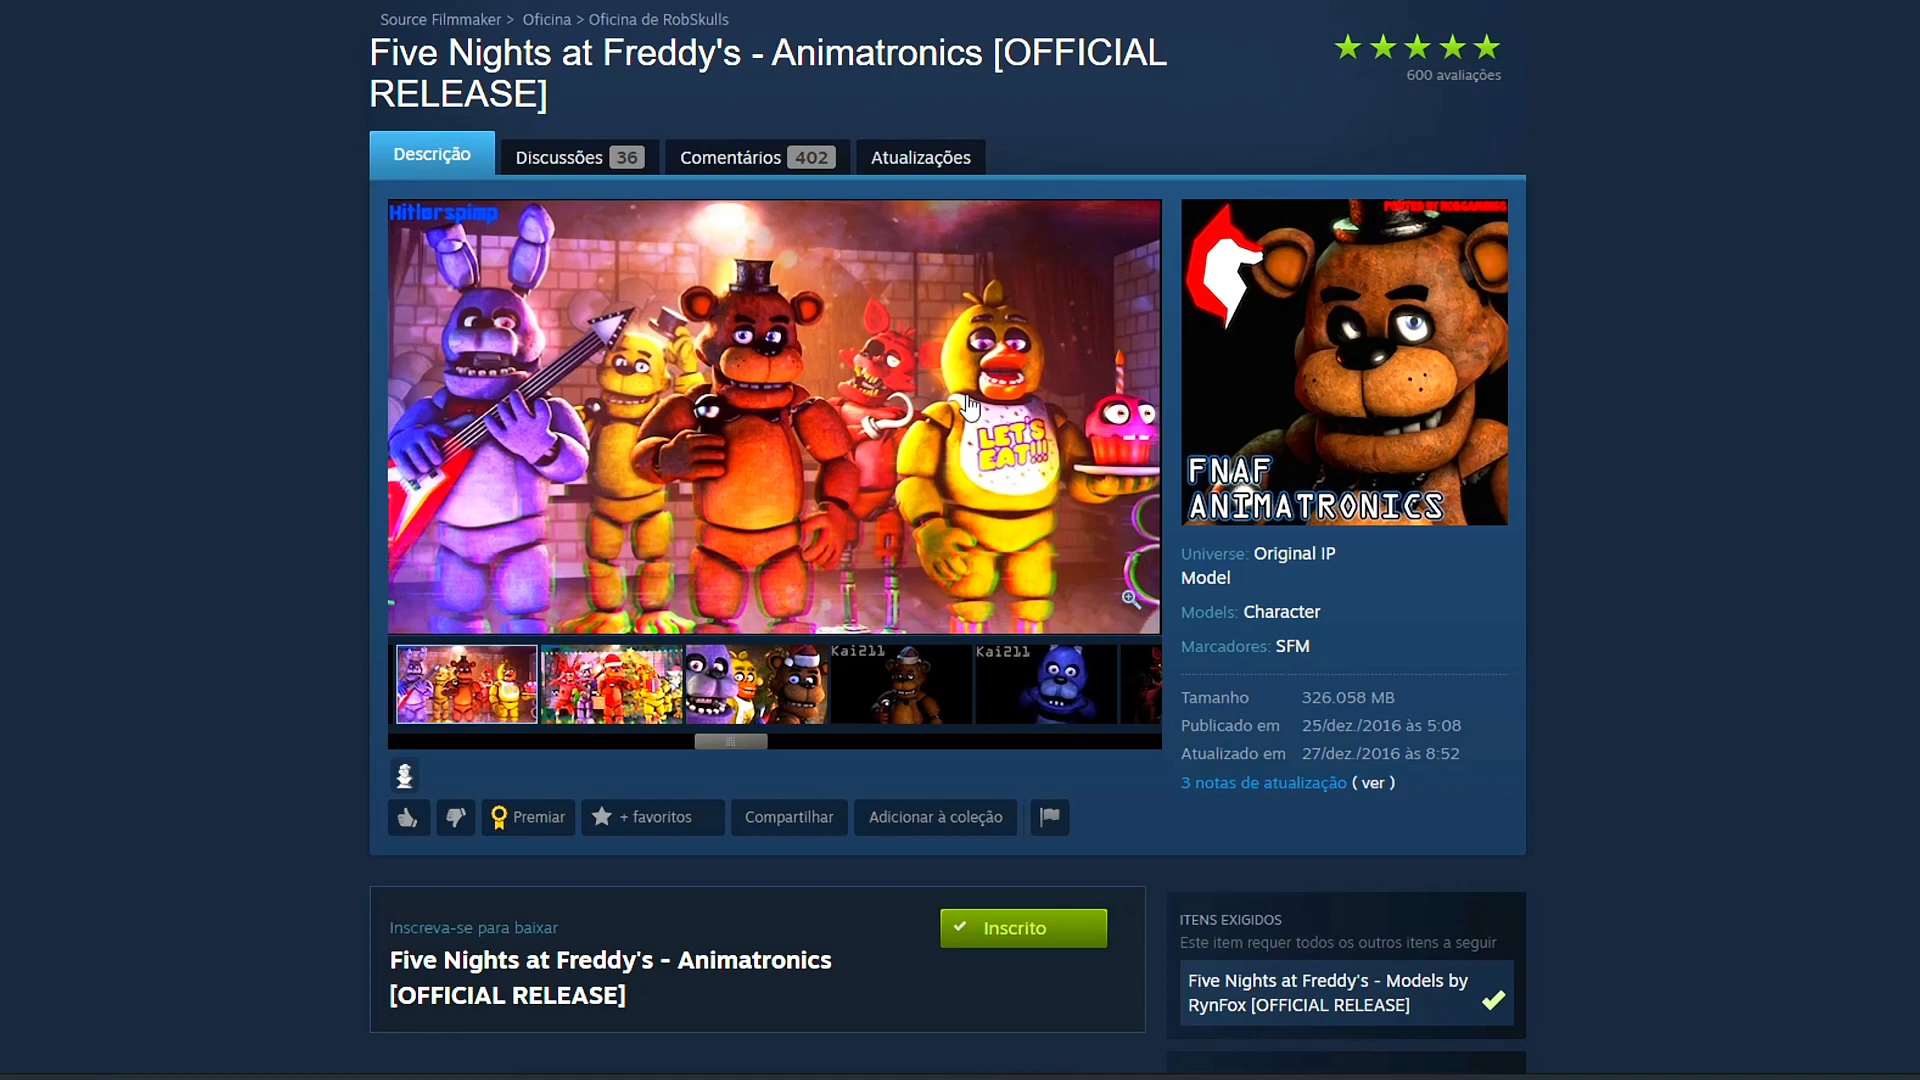 Source Filmmaker > Oficina > Oficina de RobSkulls
Five Nights at Freddy's - Animatronics [OFFICIAL
RELEASE]
600 avaliações
Descrição
Discussões 36
Comentários 402
Atualizações
Hitlerspimp
LET'S
EAT!!!
POSTED BY ROBGAMINGS
FNAF
ANIMATRONICS
Kai211
Kai211
Universe: Original IP
Model
Models: Character
Marcadores: SFM
Tamanho 326.058 MB
Publicado em 25/dez./2016 às 5:08
Atualizado em 27/dez./2016 às 8:52
3 notas de atualização ( ver )
Premiar
+ favoritos
Compartilhar
Adicionar à coleção
Inscreva-se para baixar
Five Nights at Freddy's - Animatronics
[OFFICIAL RELEASE]
Inscrito
ITENS EXIGIDOS
Este item requer todos os outros itens a seguir
Five Nights at Freddy's - Models by
RynFox [OFFICIAL RELEASE]